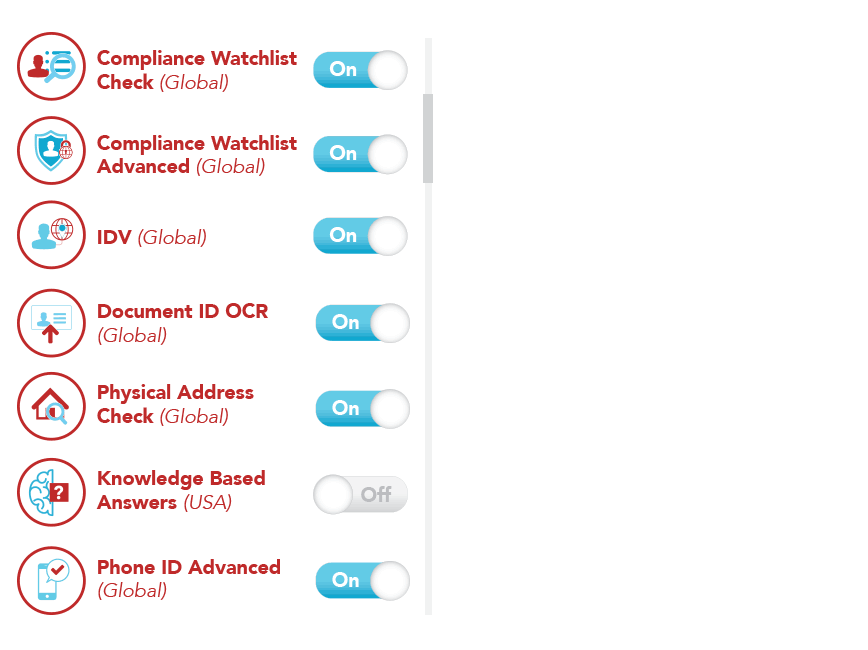 Compliance Watchlist
Check (Global)
On
Compliance Watchlist
Advanced (Global)
On
IDV (Global)
On
Document ID OCR
(Global)
On
Physical Address
Check (Global)
On
Knowledge Based
Answers (USA)
?
Off
Phone ID Advanced
(Global)
On